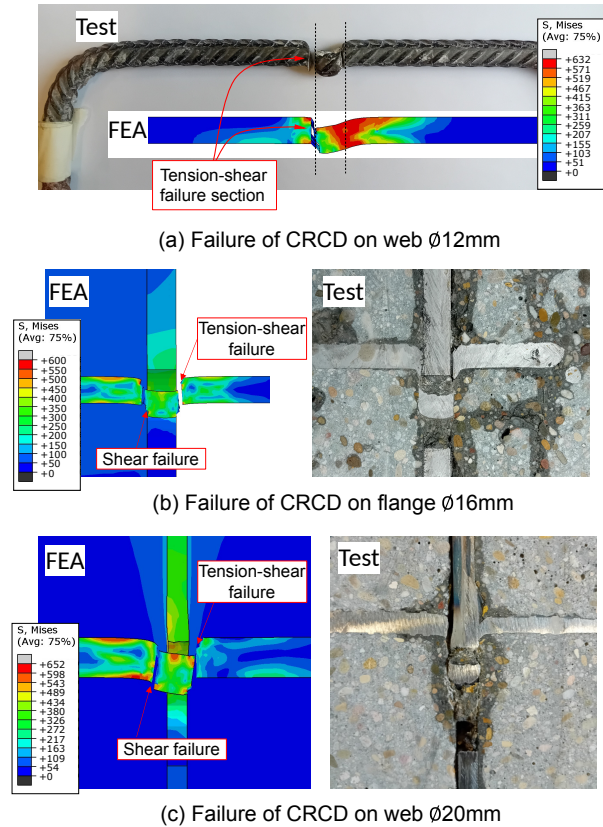 Test
FEA
Tension-shear
failure section
S, Mises
(Avg: 75%)
+632
+571
+519
+467
+415
+363
+311
+259
+207
+155
+103
+51
+0
(a) Failure of CRCD on web Ø12mm
FEA
S, Mises
(Avg: 75%)
+600
+550
+500
+450
+400
+350
+300
+250
+200
+150
+100
+50
+0
Tension-shear
failure
Shear failure
Test
(b) Failure of CRCD on flange Ø16mm
FEA
S, Mises
(Avg: 75%)
+652
+598
+543
+489
+434
+380
+326
+272
+217
+163
+109
+54
+0
Tension-shear
failure
Shear failure
Test
(c) Failure of CRCD on web Ø20mm